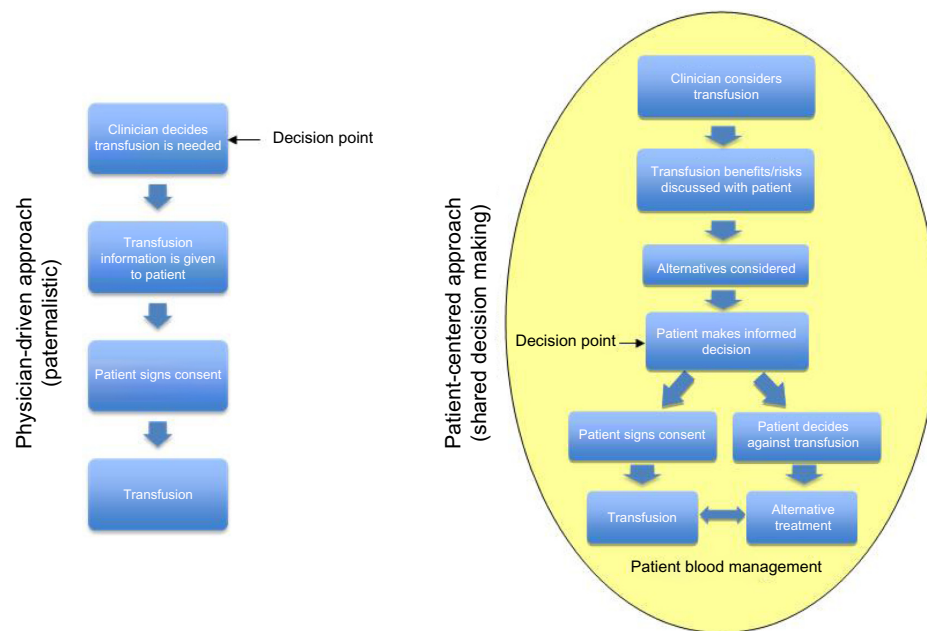 Physician-driven approach
(paternalistic)
Clinician decides
transfusion is needed
Decision point
Transfusion
information is given
to patient
Patient signs consent
Transfusion
Patient-centered approach
(shared decision making)
Clinician considers
transfusion
Transfusion benefits/risks
discussed with patient
Alternatives considered
Decision point
Patient makes informed
decision
Patient signs consent
Patient decides
against transfusion
Transfusion
Alternative
treatment
Patient blood management